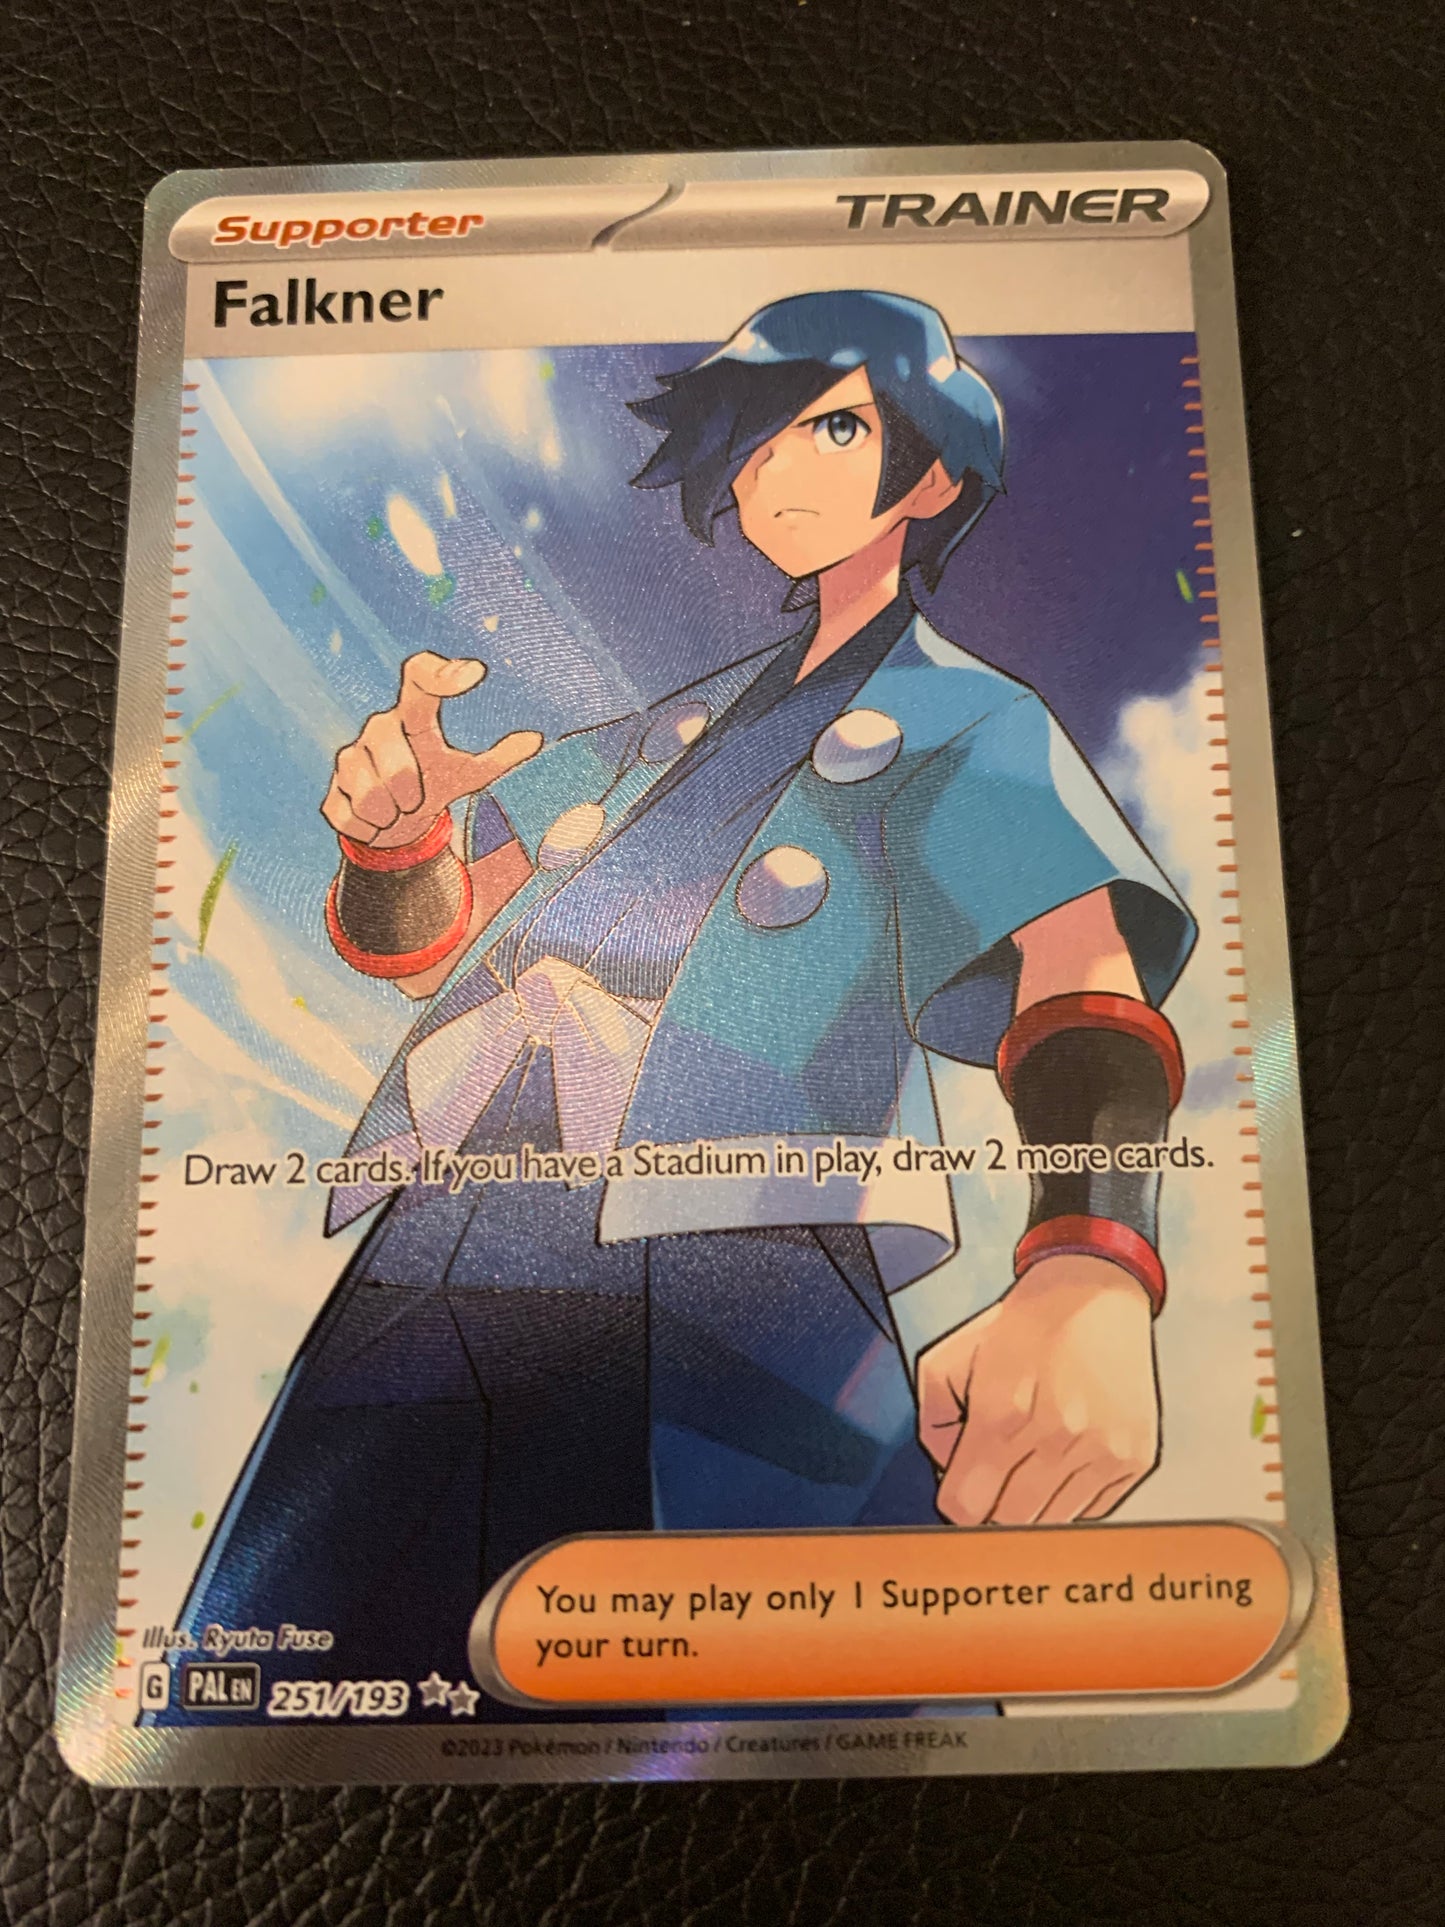 Supporter
TRAINER
Falkner
Draw 2 cards. If you have a Stadium in play, draw 2 more cards.
You may play only 1 Supporter card during
your turn.
Illus. Ryuta Fuse
G PAL EN 251/193
©2023 Pokémon / Nintendo / Creatures / GAME FREAK